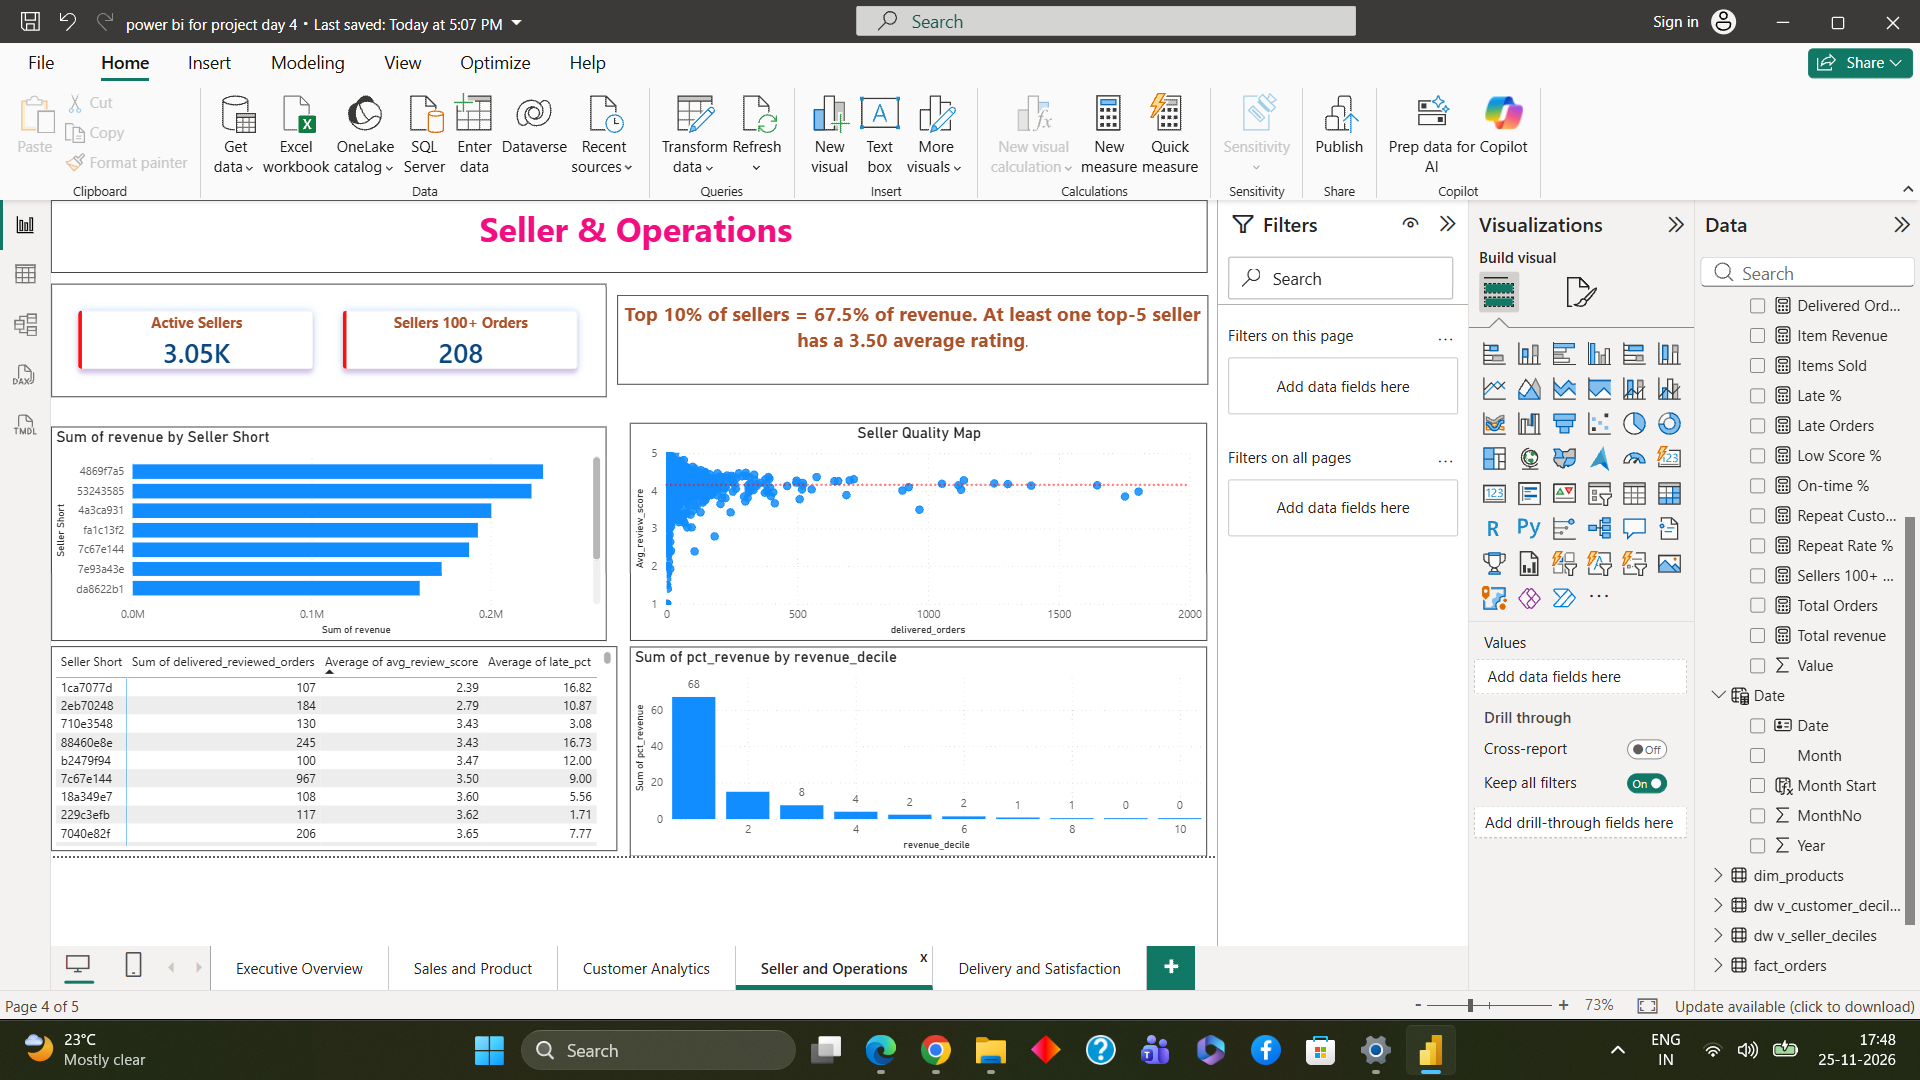 power bi for project day 4 • Last saved: Today at 5:07 PM
Search
Sign in
File
Home
Insert
Modeling
View
Optimize
Help
Share
Paste
Cut
Copy
Format painter
Clipboard
Get data
Excel workbook
OneLake catalog
SQL Server
Enter data
Dataverse
Recent sources
Data
Transform data
Refresh
Queries
New visual
Text box
More visuals
Insert
New visual calculation
New measure
Quick measure
Calculations
Sensitivity
Sensitivity
Publish
Share
Prep data for AI
Copilot
Copilot
DAX
TMDL
Seller & Operations
Active Sellers
3.05K
Sellers 100+ Orders
208
Top 10% of sellers = 67.5% of revenue. At least one top-5 seller
has a 3.50 average rating.
Sum of revenue by Seller Short
Seller Short
4869f7a5
53243585
4a3ca931
fa1c13f2
7c67e144
7e93a43e
da8622b1
0.0M 0.1M 0.2M
Sum of revenue
Seller Quality Map
Avg_review_score
5
4
3
2
1
0 500 1000 1500 2000
delivered_orders
Seller Short Sum of delivered_reviewed_orders Average of avg_review_score Average of late_pct
1ca7077d 107 2.39 16.82
2eb70248 184 2.79 10.87
710e3548 130 3.43 3.08
88460e8e 245 3.43 16.73
b2479f94 100 3.47 12.00
7c67e144 967 3.50 9.00
18a349e7 108 3.60 5.56
229c3efb 117 3.62 1.71
7040e82f 206 3.65 7.77
Sum of pct_revenue by revenue_decile
Sum of pct_revenue
60
40
20
0
68 8 4 2 2 1 1 0 0
2 4 6 8 10
revenue_decile
Filters
Search
Filters on this page
...
Add data fields here
Filters on all pages
...
Add data fields here
Visualizations
Build visual
123
123
R
Py
...
Values
Add data fields here
Drill through
Cross-report
Off
Keep all filters
On
Add drill-through fields here
Data
Search
Delivered Ord...
Item Revenue
Items Sold
Late %
Late Orders
Low Score %
On-time %
Repeat Custo...
Repeat Rate %
Sellers 100+ ...
Total Orders
Total revenue
Value
Date
Date
Month
Month Start
MonthNo
Year
dim_products
dw v_customer_decil...
dw v_seller_deciles
fact_orders
Executive Overview
Sales and Product
Customer Analytics
Seller and Operations
x
Delivery and Satisfaction
+
Page 4 of 5
- + 73%
Update available (click to download)
23°C
Mostly clear
Search
ENG
IN
17:48
25-11-2026